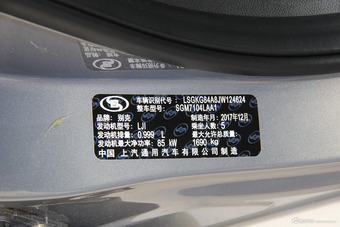 车辆识别代号: LSGKG84A8JW124624
整车型号: SGM7104LAA1
品牌: 别克 制造年月: 2017年12月
发动机型号: LJI 乘坐人数: 5
发动机排量: 0.999 L 最大允许总质量:
发动机最大净功率: 85 kW 1690 kg
中国上汽通用汽车有限公司制造